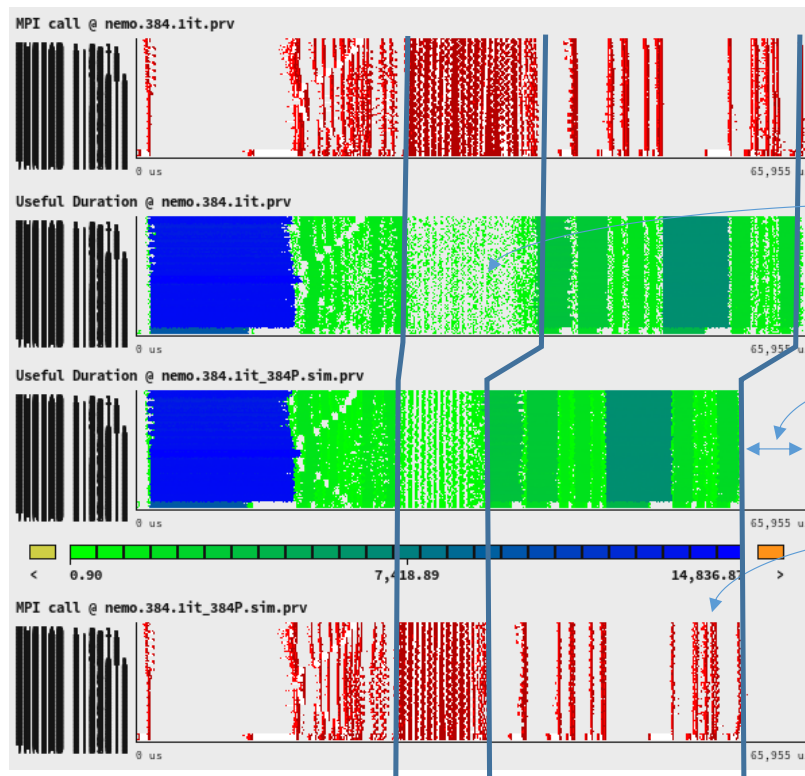 MPI call @ nemo.384.1it.prv
0 us
65,955 u
Useful Duration @ nemo.384.1it.prv
0 us
65,955 u
Useful Duration @ nemo.384.1it_384P.sim.prv
0 us
65,955 u
< 0.90 7,418.89 14,836.87 >
MPI call @ nemo.384.1it_384P.sim.prv
0 us
65,955 u